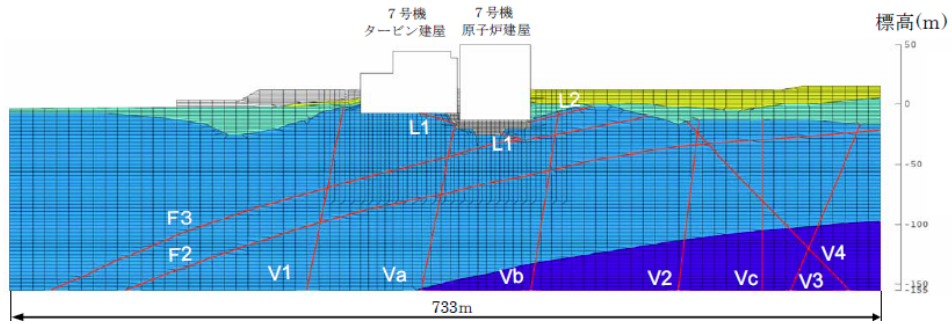 7号機
タービン建屋
7号機
原子炉建屋
標高(m)
50
0
-50
-100
-150
-155
L2
L1
L1
F3
F2
V1
Va
Vb
V2
Vc
V3
V4
733m